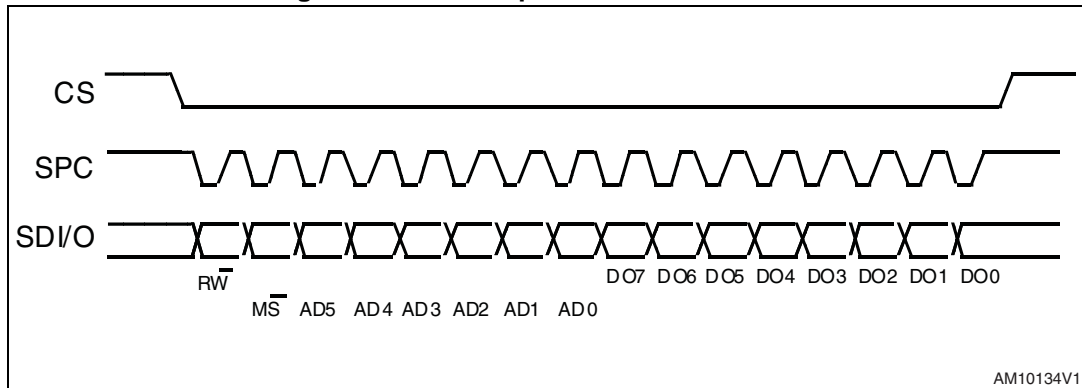 CS
SPC
SDI/O
RW̅
DO7 DO6 DO5 DO4 DO3 DO2 DO1 DO0
MS̅ AD5 AD4 AD3 AD2 AD1 AD0
AM10134V1